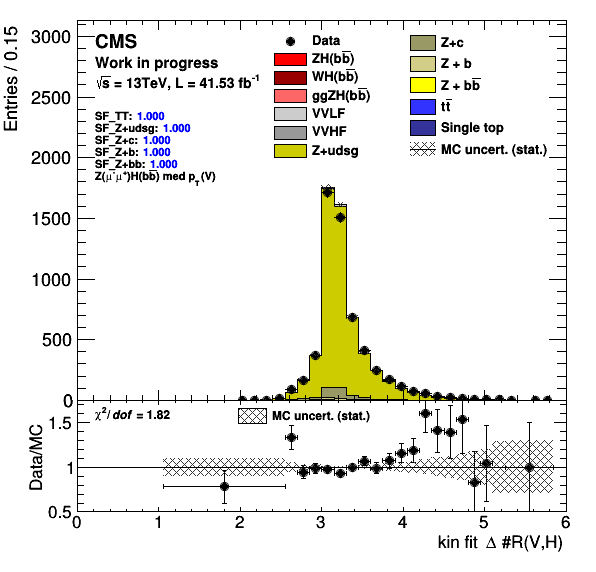 CMS
Work in progress
√s = 13TeV, L = 41.53 fb⁻¹
SF_TT: 1.000
SF_Z+udsg: 1.000
SF_Z+c: 1.000
SF_Z+b: 1.000
SF_Z+bb: 1.000
Z(μ⁻μ⁺)H(bb̅) med p_T(V)
Data
ZH(bb̅)
WH(bb̅)
ggZH(bb̅)
VVLF
VVHF
Z+udsg
Z+c
Z + b
Z + bb̅
tt̅
Single top
MC uncert. (stat.)
Entries / 0.15
3000
2500
2000
1500
1000
500
0
χ²/dof = 1.82
MC uncert. (stat.)
Data/MC
1.5
1
0.5
0 1 2 3 4 5 6
kin fit Δ #R(V,H)